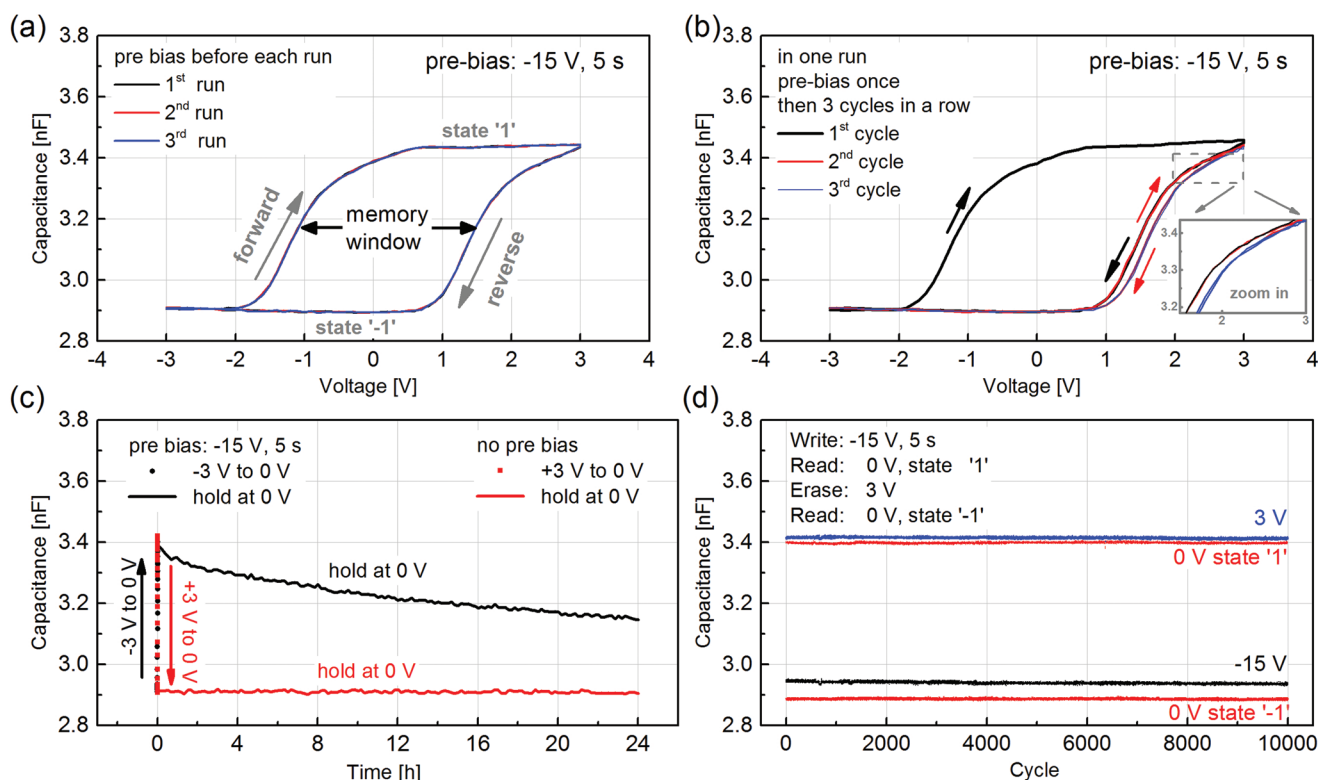 (a)
pre bias before each run
pre-bias: -15 V, 5 s
1st run
2nd run
3rd run
state '1'
forward
memory
window
reverse
state '-1'
Capacitance [nF]
3.8
3.6
3.4
3.2
3.0
2.8
-4 -3 -2 -1 0 1 2 3 4
Voltage [V]
(b)
in one run
pre-bias: -15 V, 5 s
pre-bias once
then 3 cycles in a row
1st cycle
2nd cycle
3rd cycle
3.4
3.3
3.2
zoom in
2 3
Capacitance [nF]
3.8
3.6
3.4
3.2
3.0
2.8
-4 -3 -2 -1 0 1 2 3 4
Voltage [V]
(c)
pre bias: -15 V, 5 s
-3 V to 0 V
hold at 0 V
no pre bias
+3 V to 0 V
hold at 0 V
-3 V to 0 V
+3 V to 0 V
hold at 0 V
hold at 0 V
Capacitance [nF]
3.8
3.6
3.4
3.2
3.0
2.8
0 4 8 12 16 20 24
Time [h]
(d)
Write: -15 V, 5 s
Read: 0 V, state '1'
Erase: 3 V
Read: 0 V, state '-1'
3 V
0 V state '1'
-15 V
0 V state '-1'
Capacitance [nF]
3.8
3.6
3.4
3.2
3.0
2.8
0 2000 4000 6000 8000 10000
Cycle